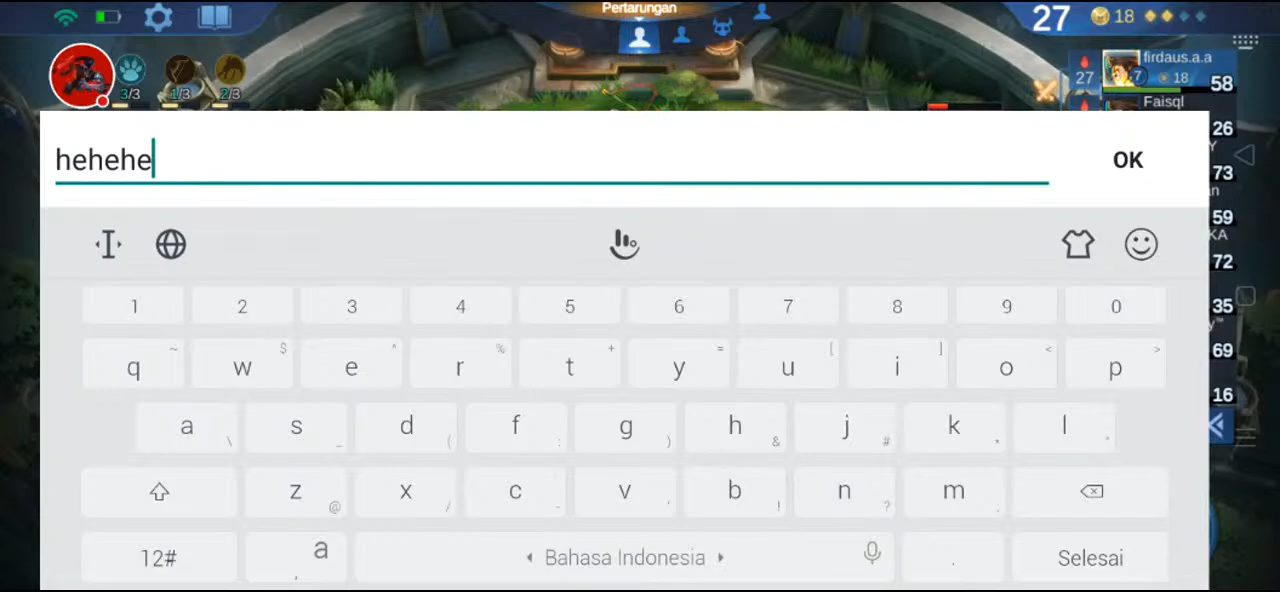 Pertarungan
27
18
3/3
1/3
2/3
firdaus.a.a
27
7
18
58
Faisql
hehehe
OK
26
73
59
KA
72
35
69
16
1 2 3 4 5 6 7 8 9 0
q ~ w $ e ^ r % t + y = u [ i ] o < p >
a \ s _ d ( f : g ) h & j # k * l "
z @ x / c - v ' b ! n ? m ;
12# a , Bahasa Indonesia . Selesai